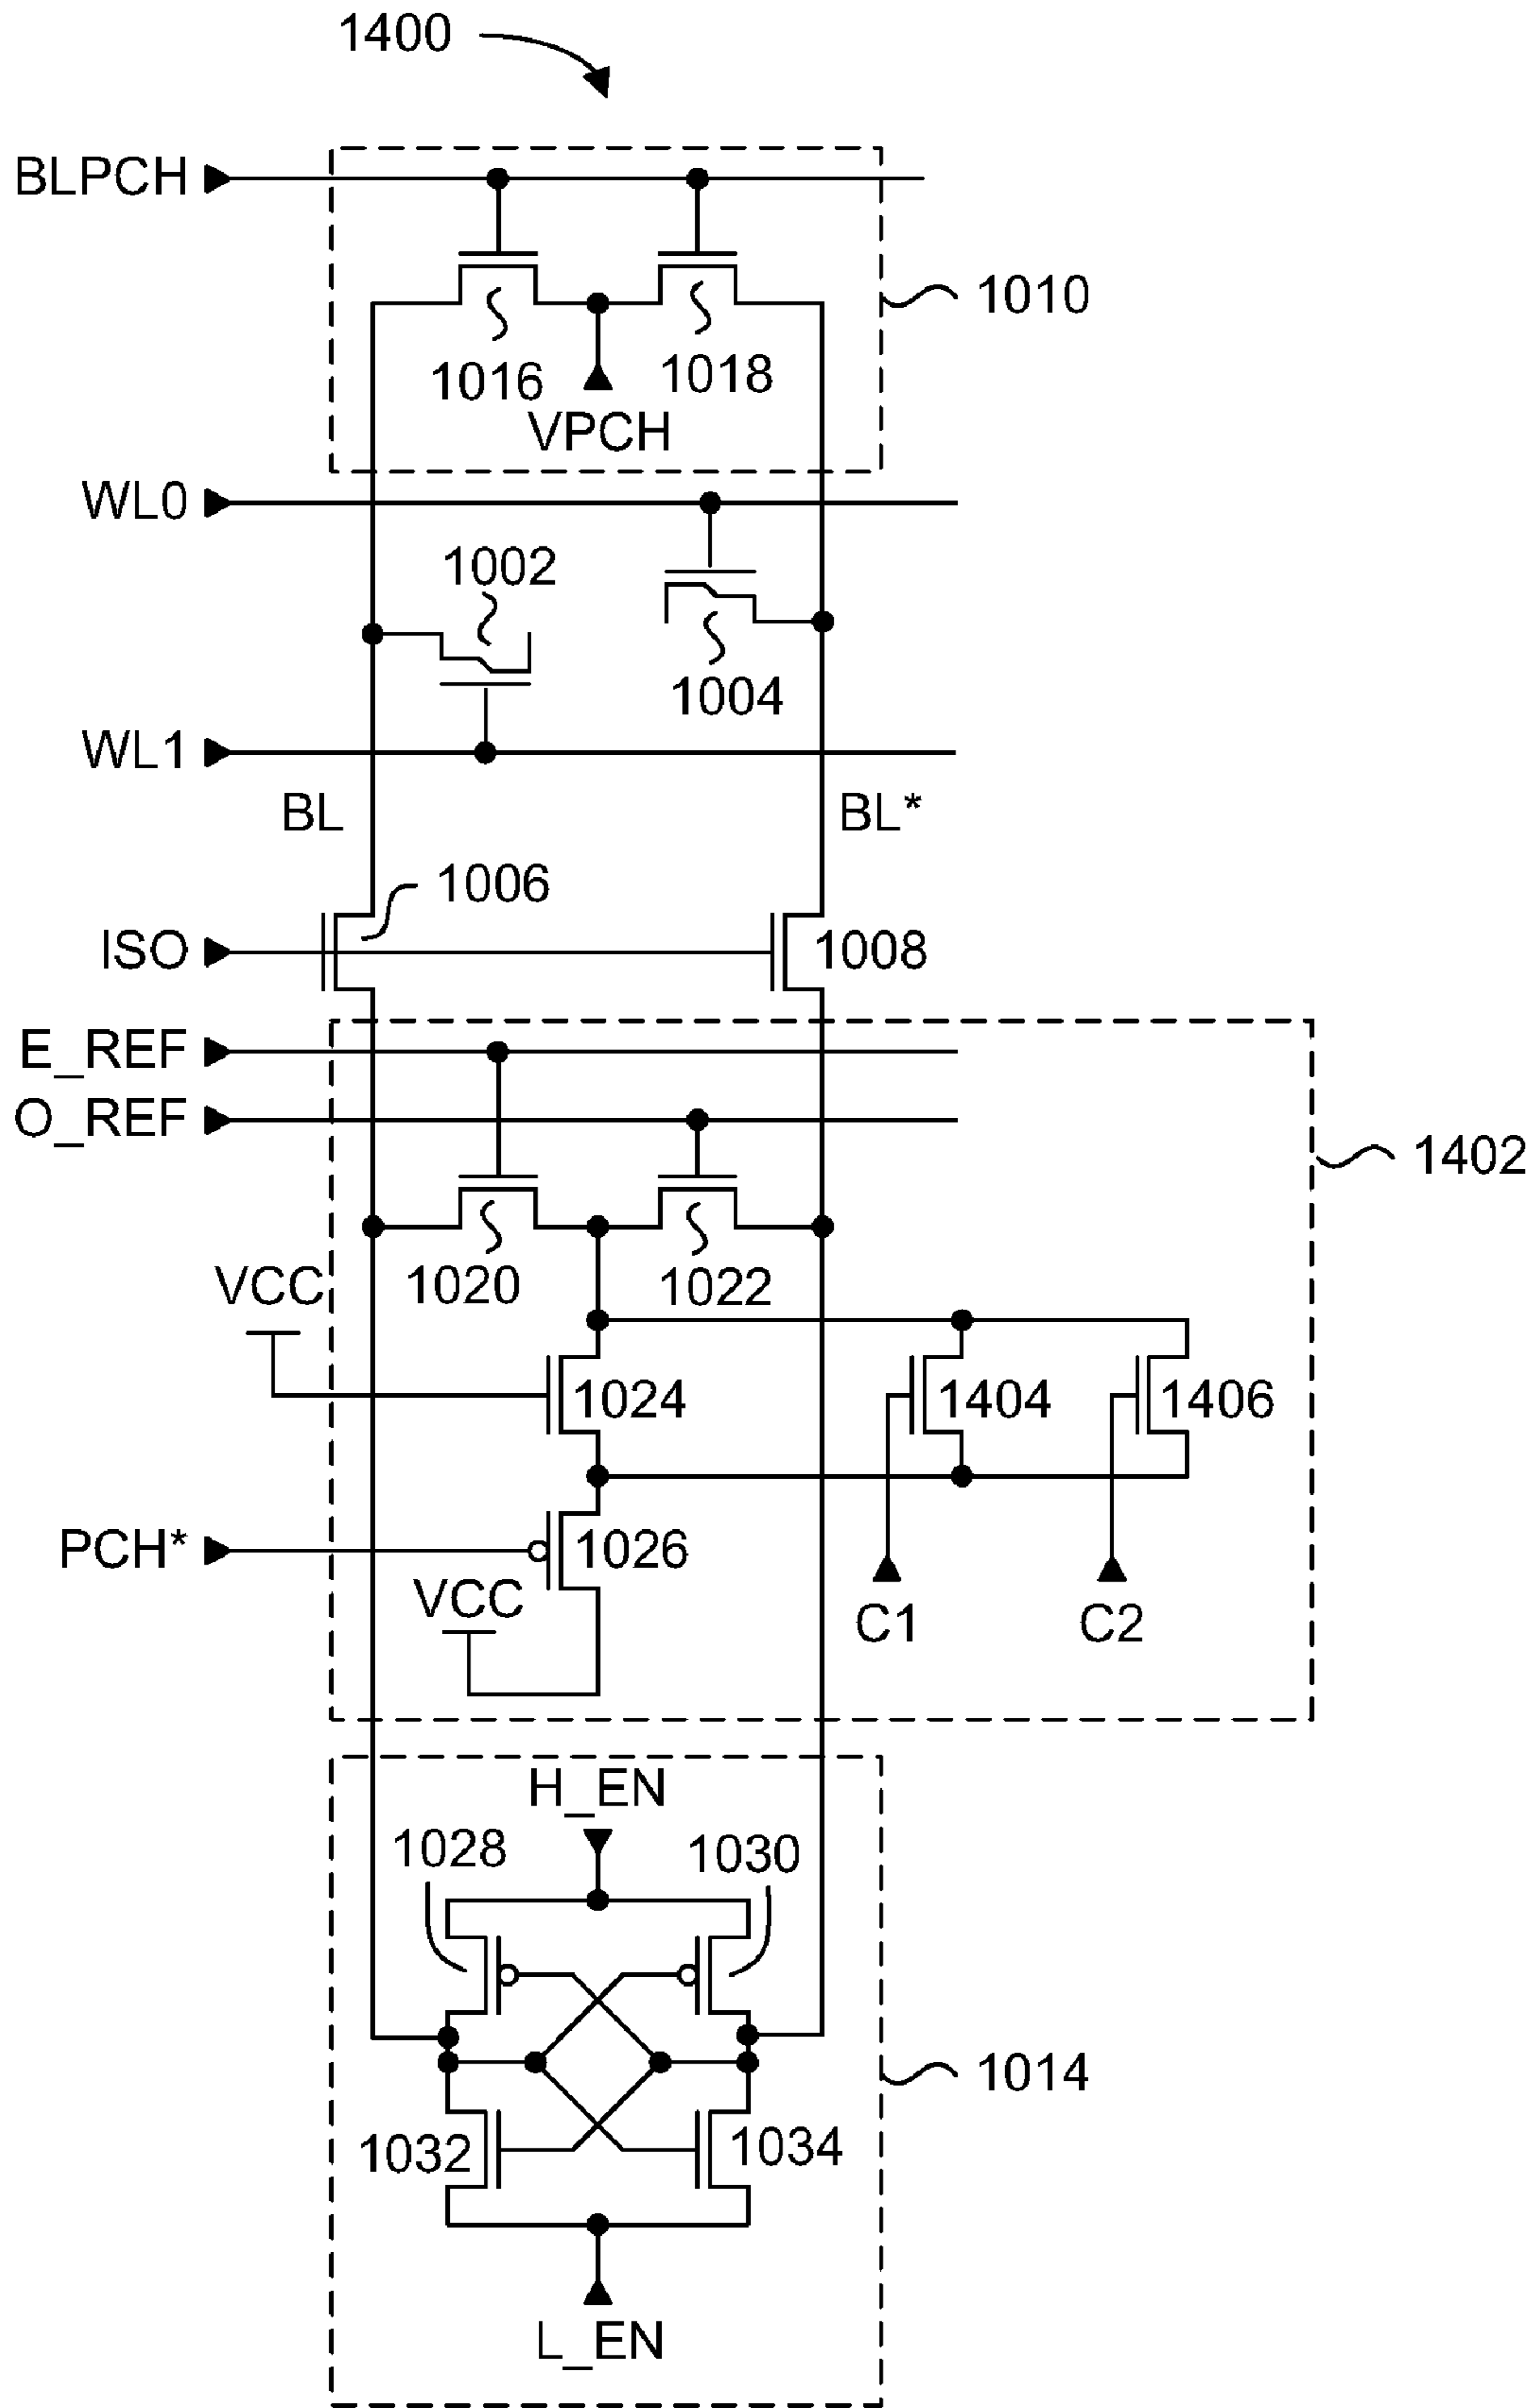 1400
BLPCH
1010
1016
1018
VPCH
WL0
1002
1004
WL1
BL
BL*
1006
ISO
1008
E_REF
O_REF
1402
1020
1022
VCC
1024
1404
1406
PCH*
1026
VCC
C1
C2
H_EN
1028
1030
1014
1032
1034
L_EN